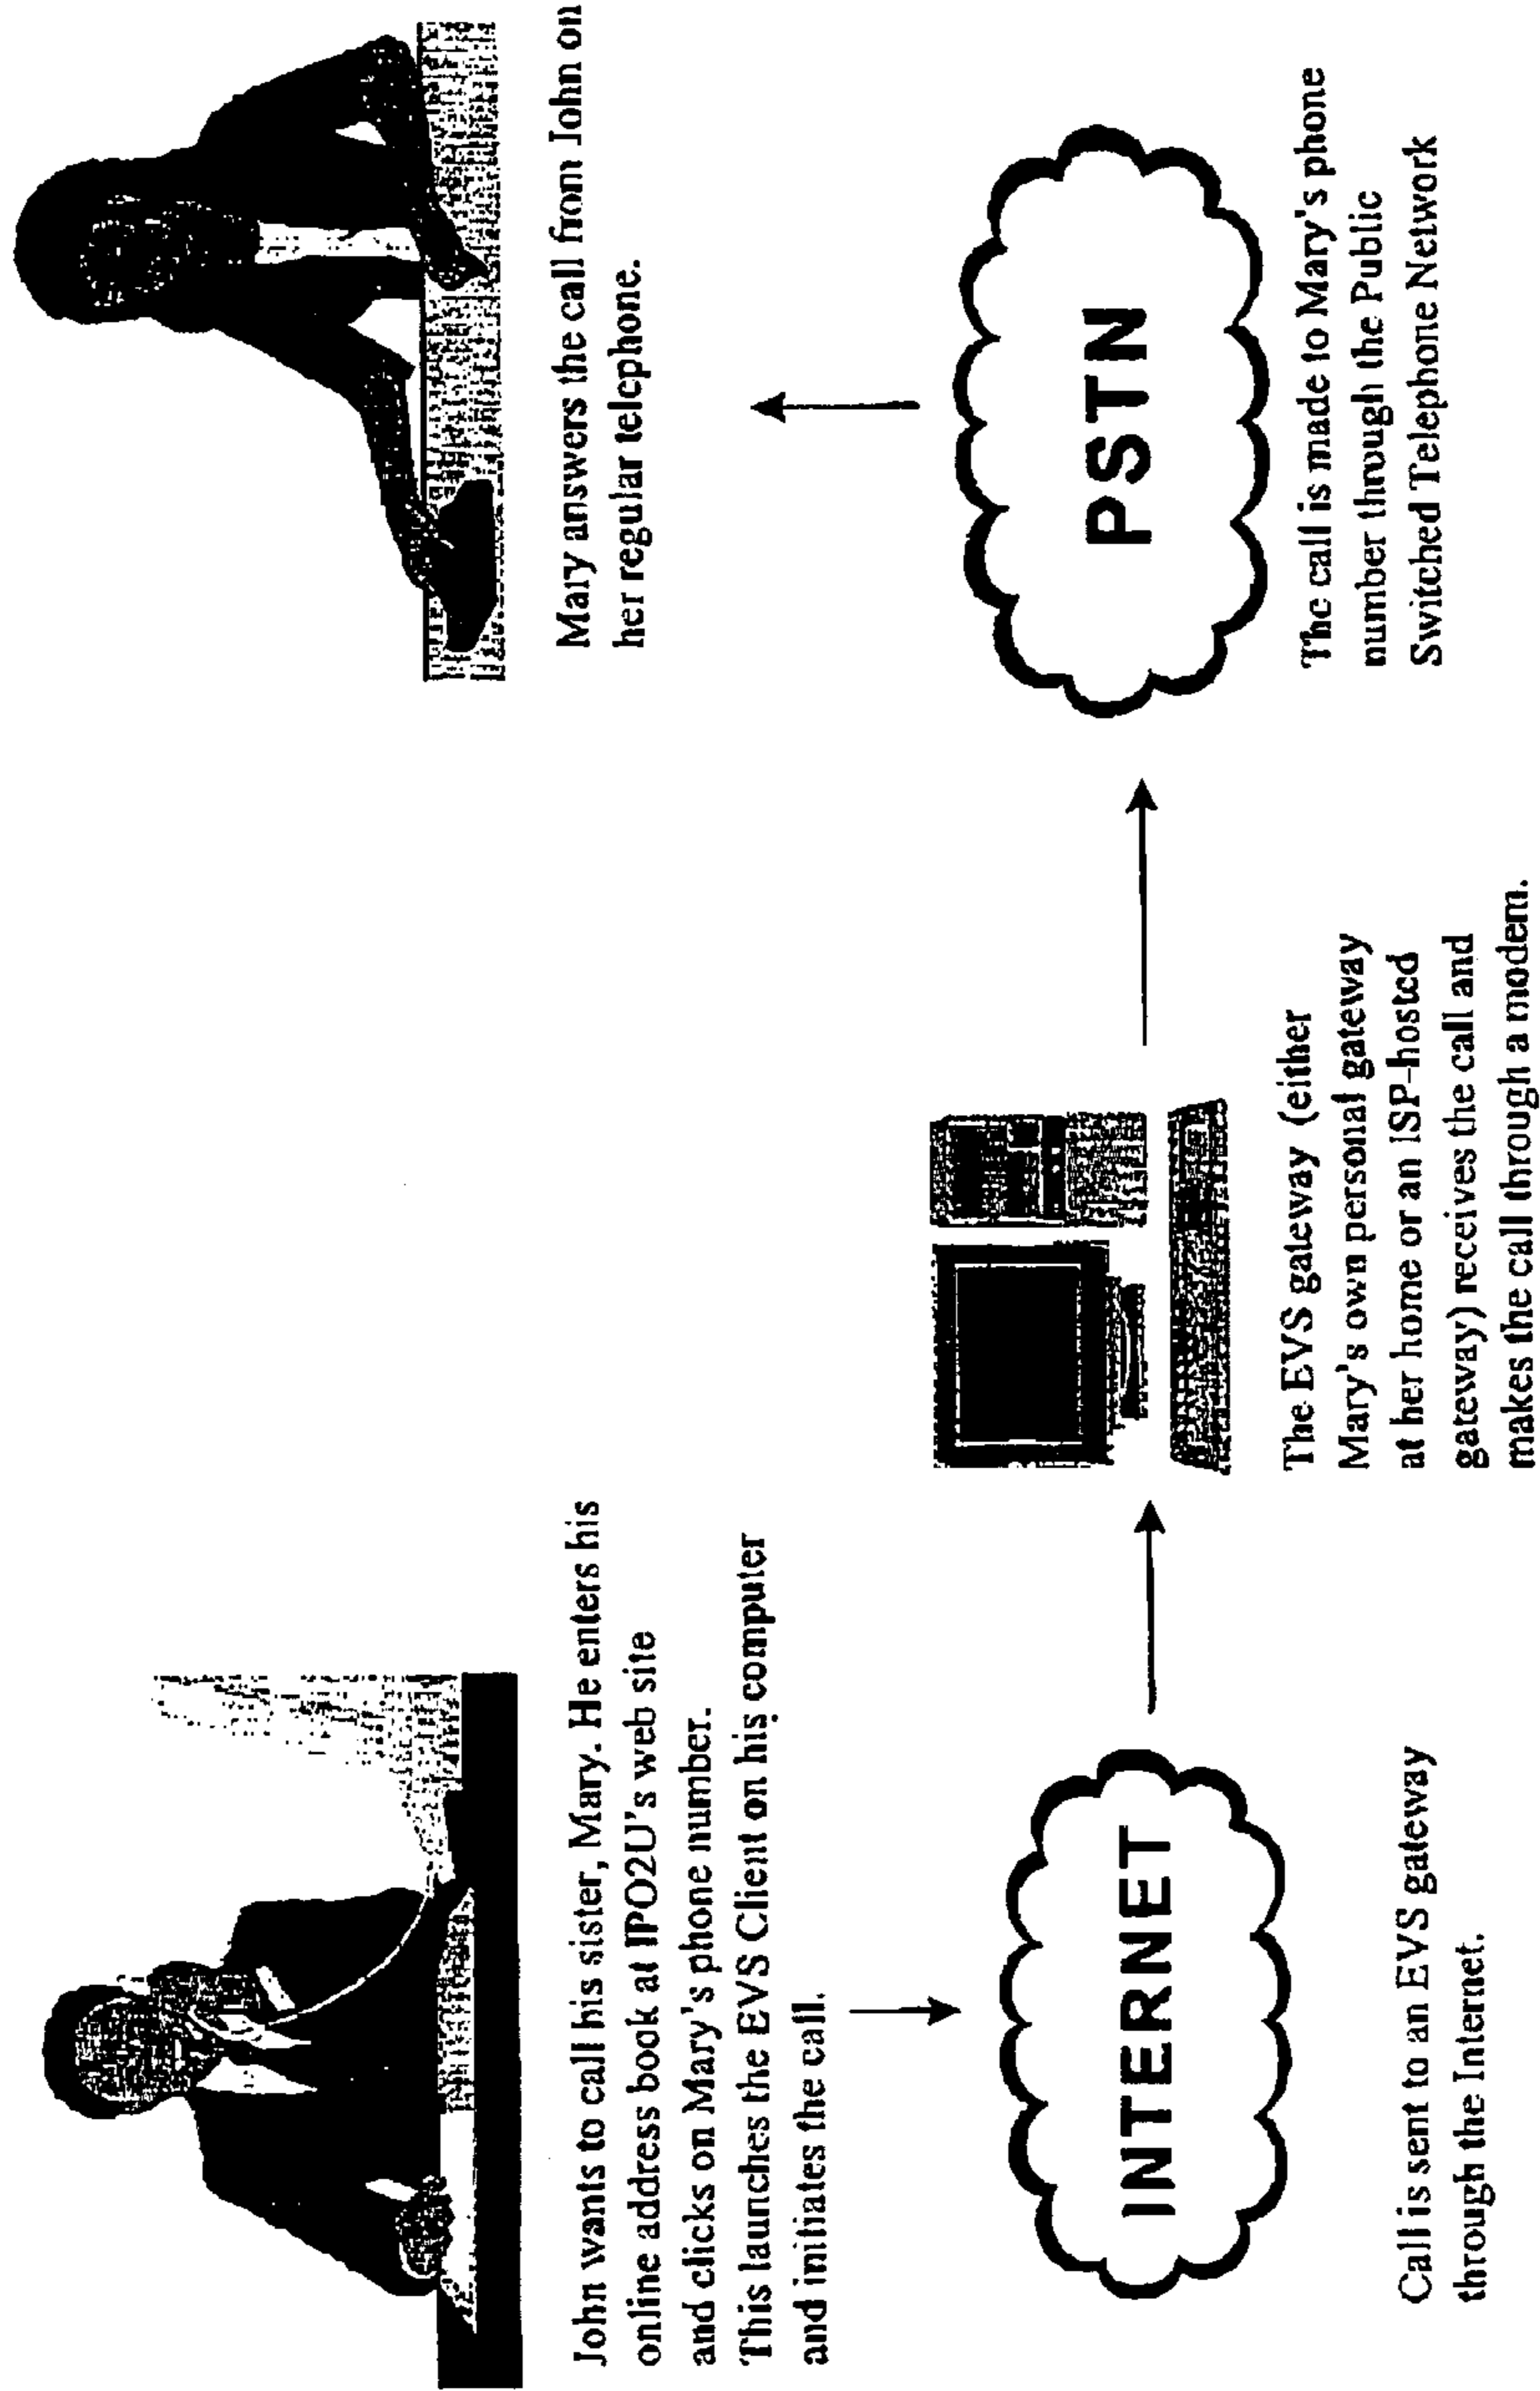 John wants to call his sister, Mary. He enters his
online address book at IPO2U's web site
and clicks on Mary's phone number.
This launches the EVS Client on his computer
and initiates the call.
INTERNET
Call is sent to an EVS gateway
through the Internet.
The EVS gateway (either
Mary's own personal gateway
at her home or an ISP-hosted
gateway) receives the call and
makes the call through a modem.
PSTN
The call is made to Mary's phone
number through the Public
Switched Telephone Network
Mary answers the call from John on
her regular telephone.